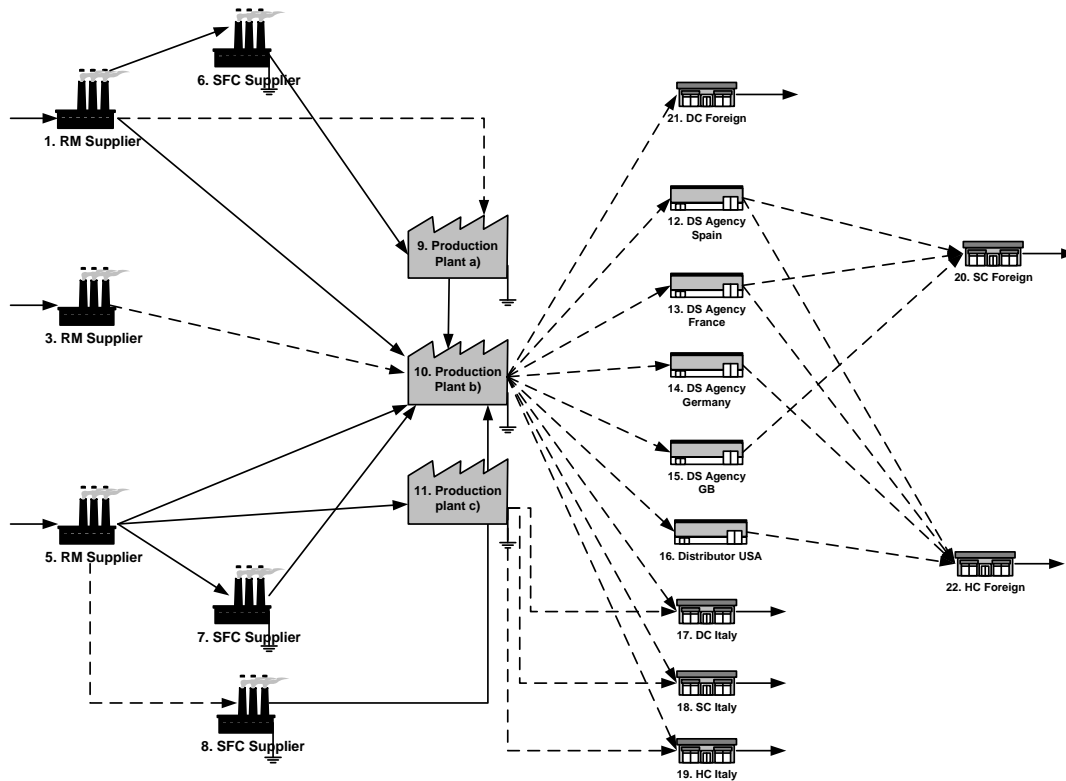 6. SFC Supplier
1. RM Supplier
21. DC Foreign
12. DS Agency
Spain
9. Production
Plant a)
20. SC Foreign
13. DS Agency
France
3. RM Supplier
10. Production
Plant b)
14. DS Agency
Germany
15. DS Agency
GB
11. Production
plant c)
5. RM Supplier
16. Distributor USA
22. HC Foreign
7. SFC Supplier
17. DC Italy
18. SC Italy
8. SFC Supplier
19. HC Italy